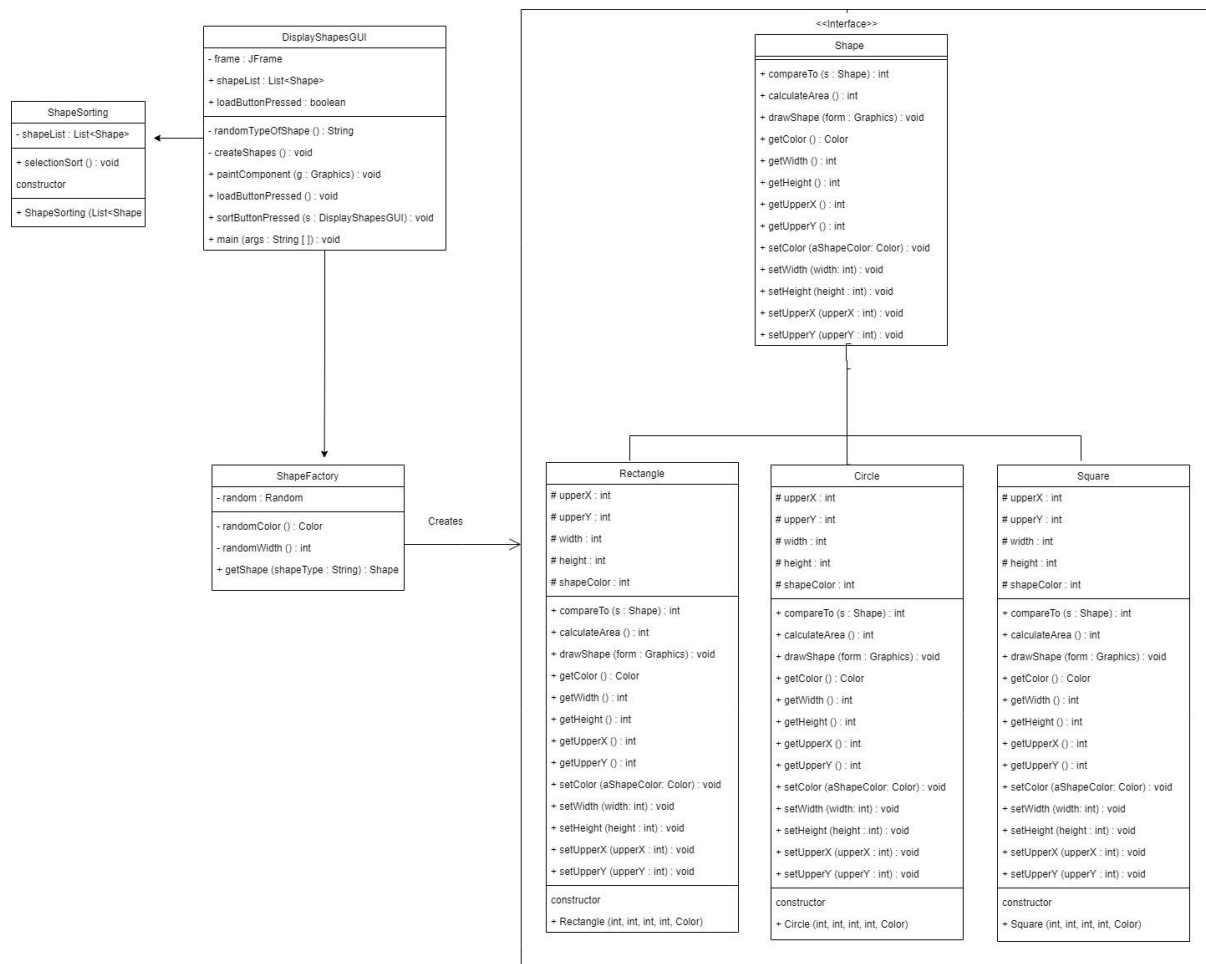 DisplayShapesGUI
- frame : JFrame
+ shapeList : List<Shape>
+ loadButtonPressed : boolean
- randomTypeOfShape () : String
- createShapes () : void
+ paintComponent (g : Graphics) : void
+ loadButtonPressed () : void
+ sortButtonPressed (s : DisplayShapesGUI) : void
+ main (args : String [ ]) : void
ShapeSorting
- shapeList : List<Shape>
+ selectionSort () : void
constructor
+ ShapeSorting (List<Shape
<<Interface>>
Shape
+ compareTo (s : Shape) : int
+ calculateArea () : int
+ drawShape (form : Graphics) : void
+ getColor () : Color
+ getWidth () : int
+ getHeight () : int
+ getUpperX () : int
+ getUpperY () : int
+ setColor (aShapeColor: Color) : void
+ setWidth (width: int) : void
+ setHeight (height : int) : void
+ setUpperX (upperX : int) : void
+ setUpperY (upperY : int) : void
ShapeFactory
- random : Random
- randomColor () : Color
- randomWidth () : int
+ getShape (shapeType : String) : Shape
Creates
Rectangle
# upperX : int
# upperY : int
# width : int
# height : int
# shapeColor : int
+ compareTo (s : Shape) : int
+ calculateArea () : int
+ drawShape (form : Graphics) : void
+ getColor () : Color
+ getWidth () : int
+ getHeight () : int
+ getUpperX () : int
+ getUpperY () : int
+ setColor (aShapeColor: Color) : void
+ setWidth (width: int) : void
+ setHeight (height : int) : void
+ setUpperX (upperX : int) : void
+ setUpperY (upperY : int) : void
constructor
+ Rectangle (int, int, int, int, Color)
Circle
# upperX : int
# upperY : int
# width : int
# height : int
# shapeColor : int
+ compareTo (s : Shape) : int
+ calculateArea () : int
+ drawShape (form : Graphics) : void
+ getColor () : Color
+ getWidth () : int
+ getHeight () : int
+ getUpperX () : int
+ getUpperY () : int
+ setColor (aShapeColor: Color) : void
+ setWidth (width: int) : void
+ setHeight (height : int) : void
+ setUpperX (upperX : int) : void
+ setUpperY (upperY : int) : void
constructor
+ Circle (int, int, int, int, Color)
Square
# upperX : int
# upperY : int
# width : int
# height : int
# shapeColor : int
+ compareTo (s : Shape) : int
+ calculateArea () : int
+ drawShape (form : Graphics) : void
+ getColor () : Color
+ getWidth () : int
+ getHeight () : int
+ getUpperX () : int
+ getUpperY () : int
+ setColor (aShapeColor: Color) : void
+ setWidth (width: int) : void
+ setHeight (height : int) : void
+ setUpperX (upperX : int) : void
+ setUpperY (upperY : int) : void
constructor
+ Square (int, int, int, int, Color)